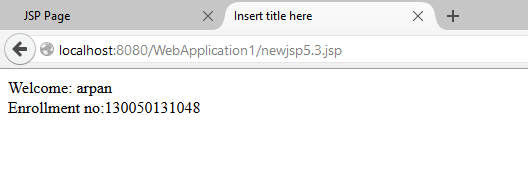 JSP Page
Insert title here
localhost:8080/WebApplication1/newjsp5.3.jsp
Welcome: arpan
Enrollment no:130050131048